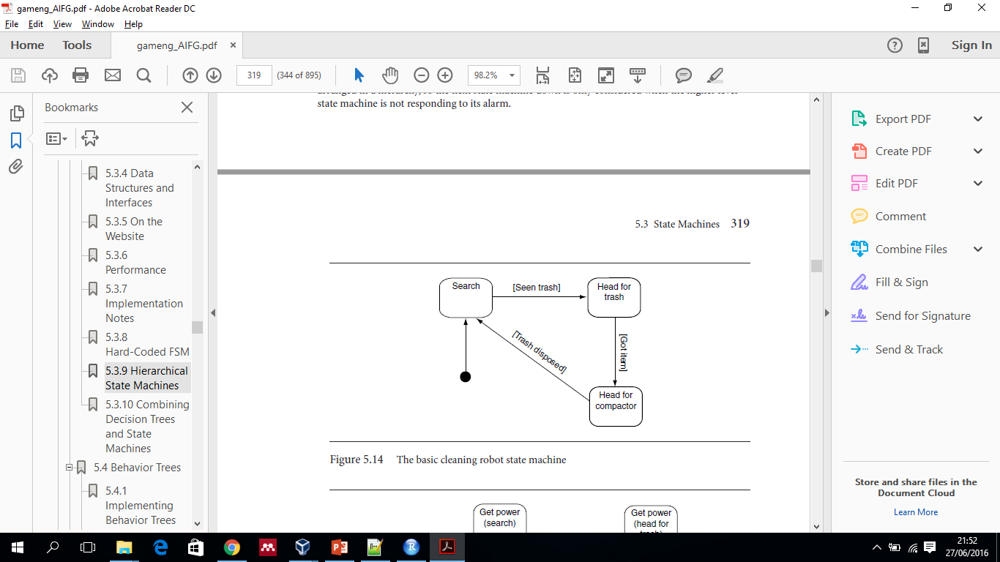 gameng_AIFG.pdf - Adobe Acrobat Reader DC
File Edit View Window Help
Home Tools gameng_AIFG.pdf × Sign In
319 (344 of 895) 98.2%
Bookmarks
5.3.4 Data
Structures and
Interfaces
5.3.5 On the
Website
5.3.6
Performance
5.3.7
Implementation
Notes
5.3.8
Hard-Coded FSM
5.3.9 Hierarchical
State Machines
5.3.10 Combining
Decision Trees
and State
Machines
5.4 Behavior Trees
5.4.1
Implementing
Behavior Trees
state machine is not responding to its alarm.
5.3 State Machines 319
Search
[Seen trash]
Head for
trash
[Trash disposed]
[Got item]
Head for
compactor
Figure 5.14 The basic cleaning robot state machine
Get power
(search)
Get power
(head for
Export PDF
Create PDF
Edit PDF
Comment
Combine Files
Fill & Sign
Send for Signature
Send & Track
Store and share files in the
Document Cloud
Learn More
21:52
27/06/2016